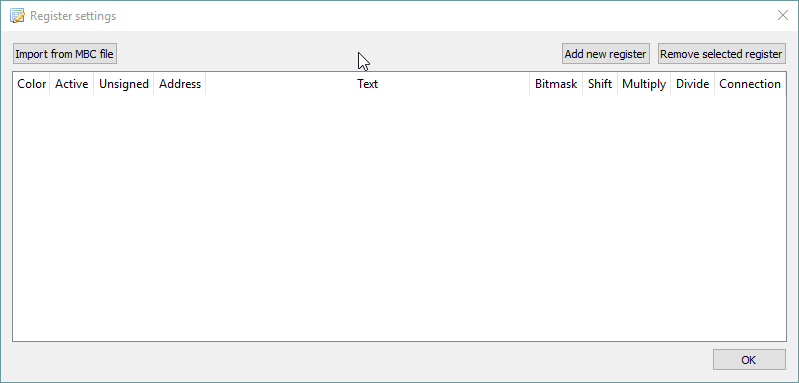 Register settings
Import from MBC file Add new register Remove selected register
Color Active Unsigned Address Text Bitmask Shift Multiply Divide Connection
OK